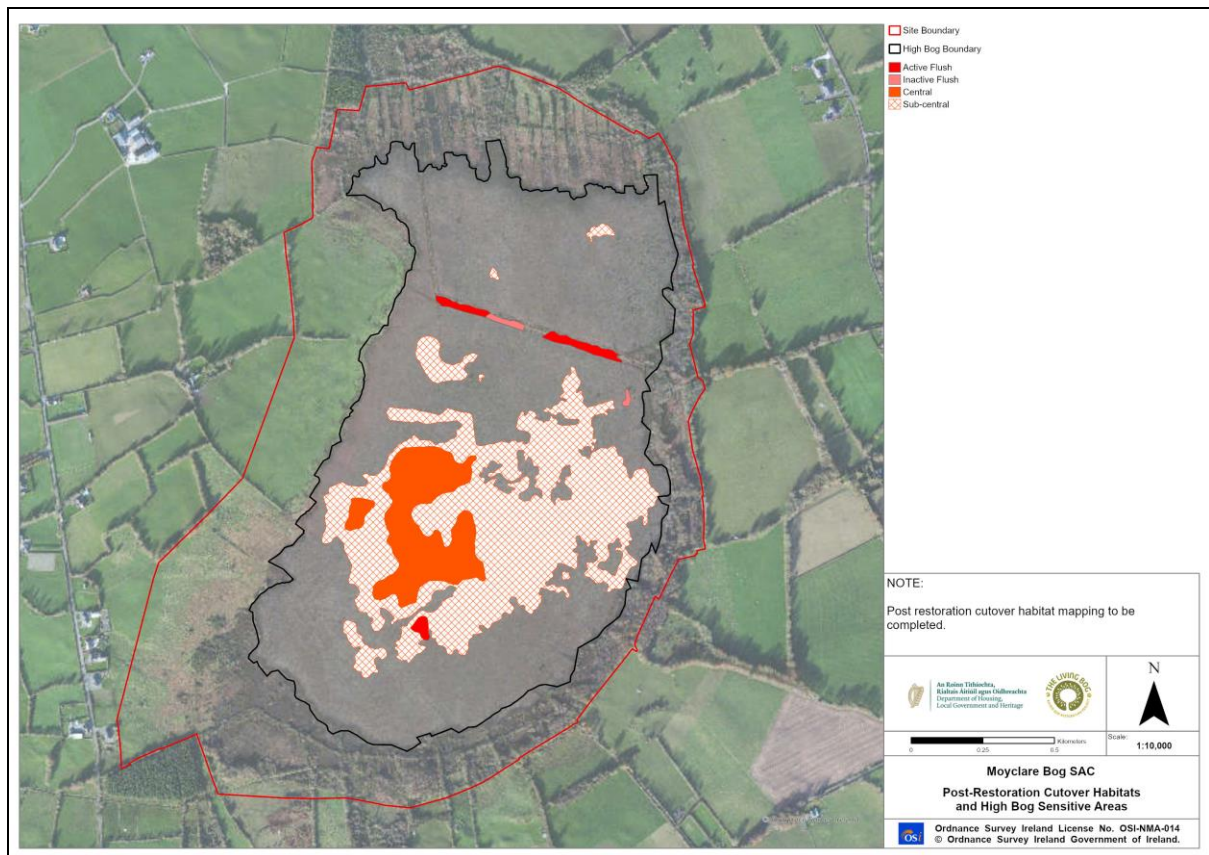 Site Boundary
High Bog Boundary
Active Flush
Inactive Flush
Central
Sub-central
NOTE:
Post restoration cutover habitat mapping to be
completed.
An Roinn Tithíochta,
Rialtais Áitiúil agus Oidhreachta
Department of Housing,
Local Government and Heritage
THE LIVING BOG
N
Kilometers
0 0.25 0.5
Scale:
1:10,000
Moyclare Bog SAC
Post-Restoration Cutover Habitats
and High Bog Sensitive Areas
OSi
Ordnance Survey Ireland License No. OSI-NMA-014
© Ordnance Survey Ireland Government of Ireland.